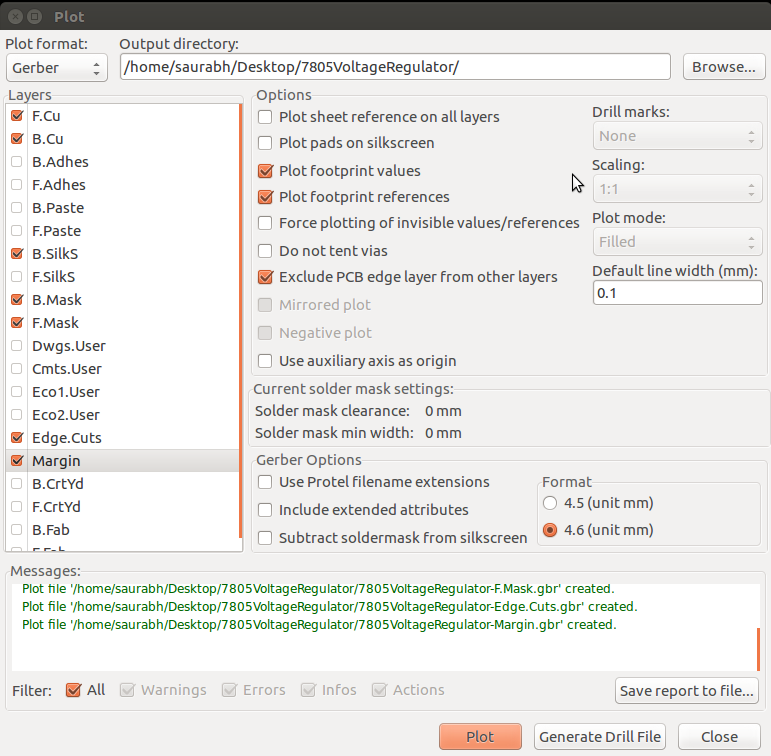 Plot
Plot format:
Output directory:
Gerber
/home/saurabh/Desktop/7805VoltageRegulator/
Browse...
Layers
F.Cu
B.Cu
B.Adhes
F.Adhes
B.Paste
F.Paste
B.SilkS
F.SilkS
B.Mask
F.Mask
Dwgs.User
Cmts.User
Eco1.User
Eco2.User
Edge.Cuts
Margin
B.CrtYd
F.CrtYd
B.Fab
F.Fab
Options
Plot sheet reference on all layers
Plot pads on silkscreen
Plot footprint values
Plot footprint references
Force plotting of invisible values/references
Do not tent vias
Exclude PCB edge layer from other layers
Mirrored plot
Negative plot
Use auxiliary axis as origin
Drill marks:
None
Scaling:
1:1
Plot mode:
Filled
Default line width (mm):
0.1
Current solder mask settings:
Solder mask clearance: 0 mm
Solder mask min width: 0 mm
Gerber Options
Use Protel filename extensions
Include extended attributes
Subtract soldermask from silkscreen
Format
4.5 (unit mm)
4.6 (unit mm)
Messages:
Plot file '/home/saurabh/Desktop/7805VoltageRegulator/7805VoltageRegulator-F.Mask.gbr' created.
Plot file '/home/saurabh/Desktop/7805VoltageRegulator/7805VoltageRegulator-Edge.Cuts.gbr' created.
Plot file '/home/saurabh/Desktop/7805VoltageRegulator/7805VoltageRegulator-Margin.gbr' created.
Filter: All Warnings Errors Infos Actions
Save report to file...
Plot
Generate Drill File
Close